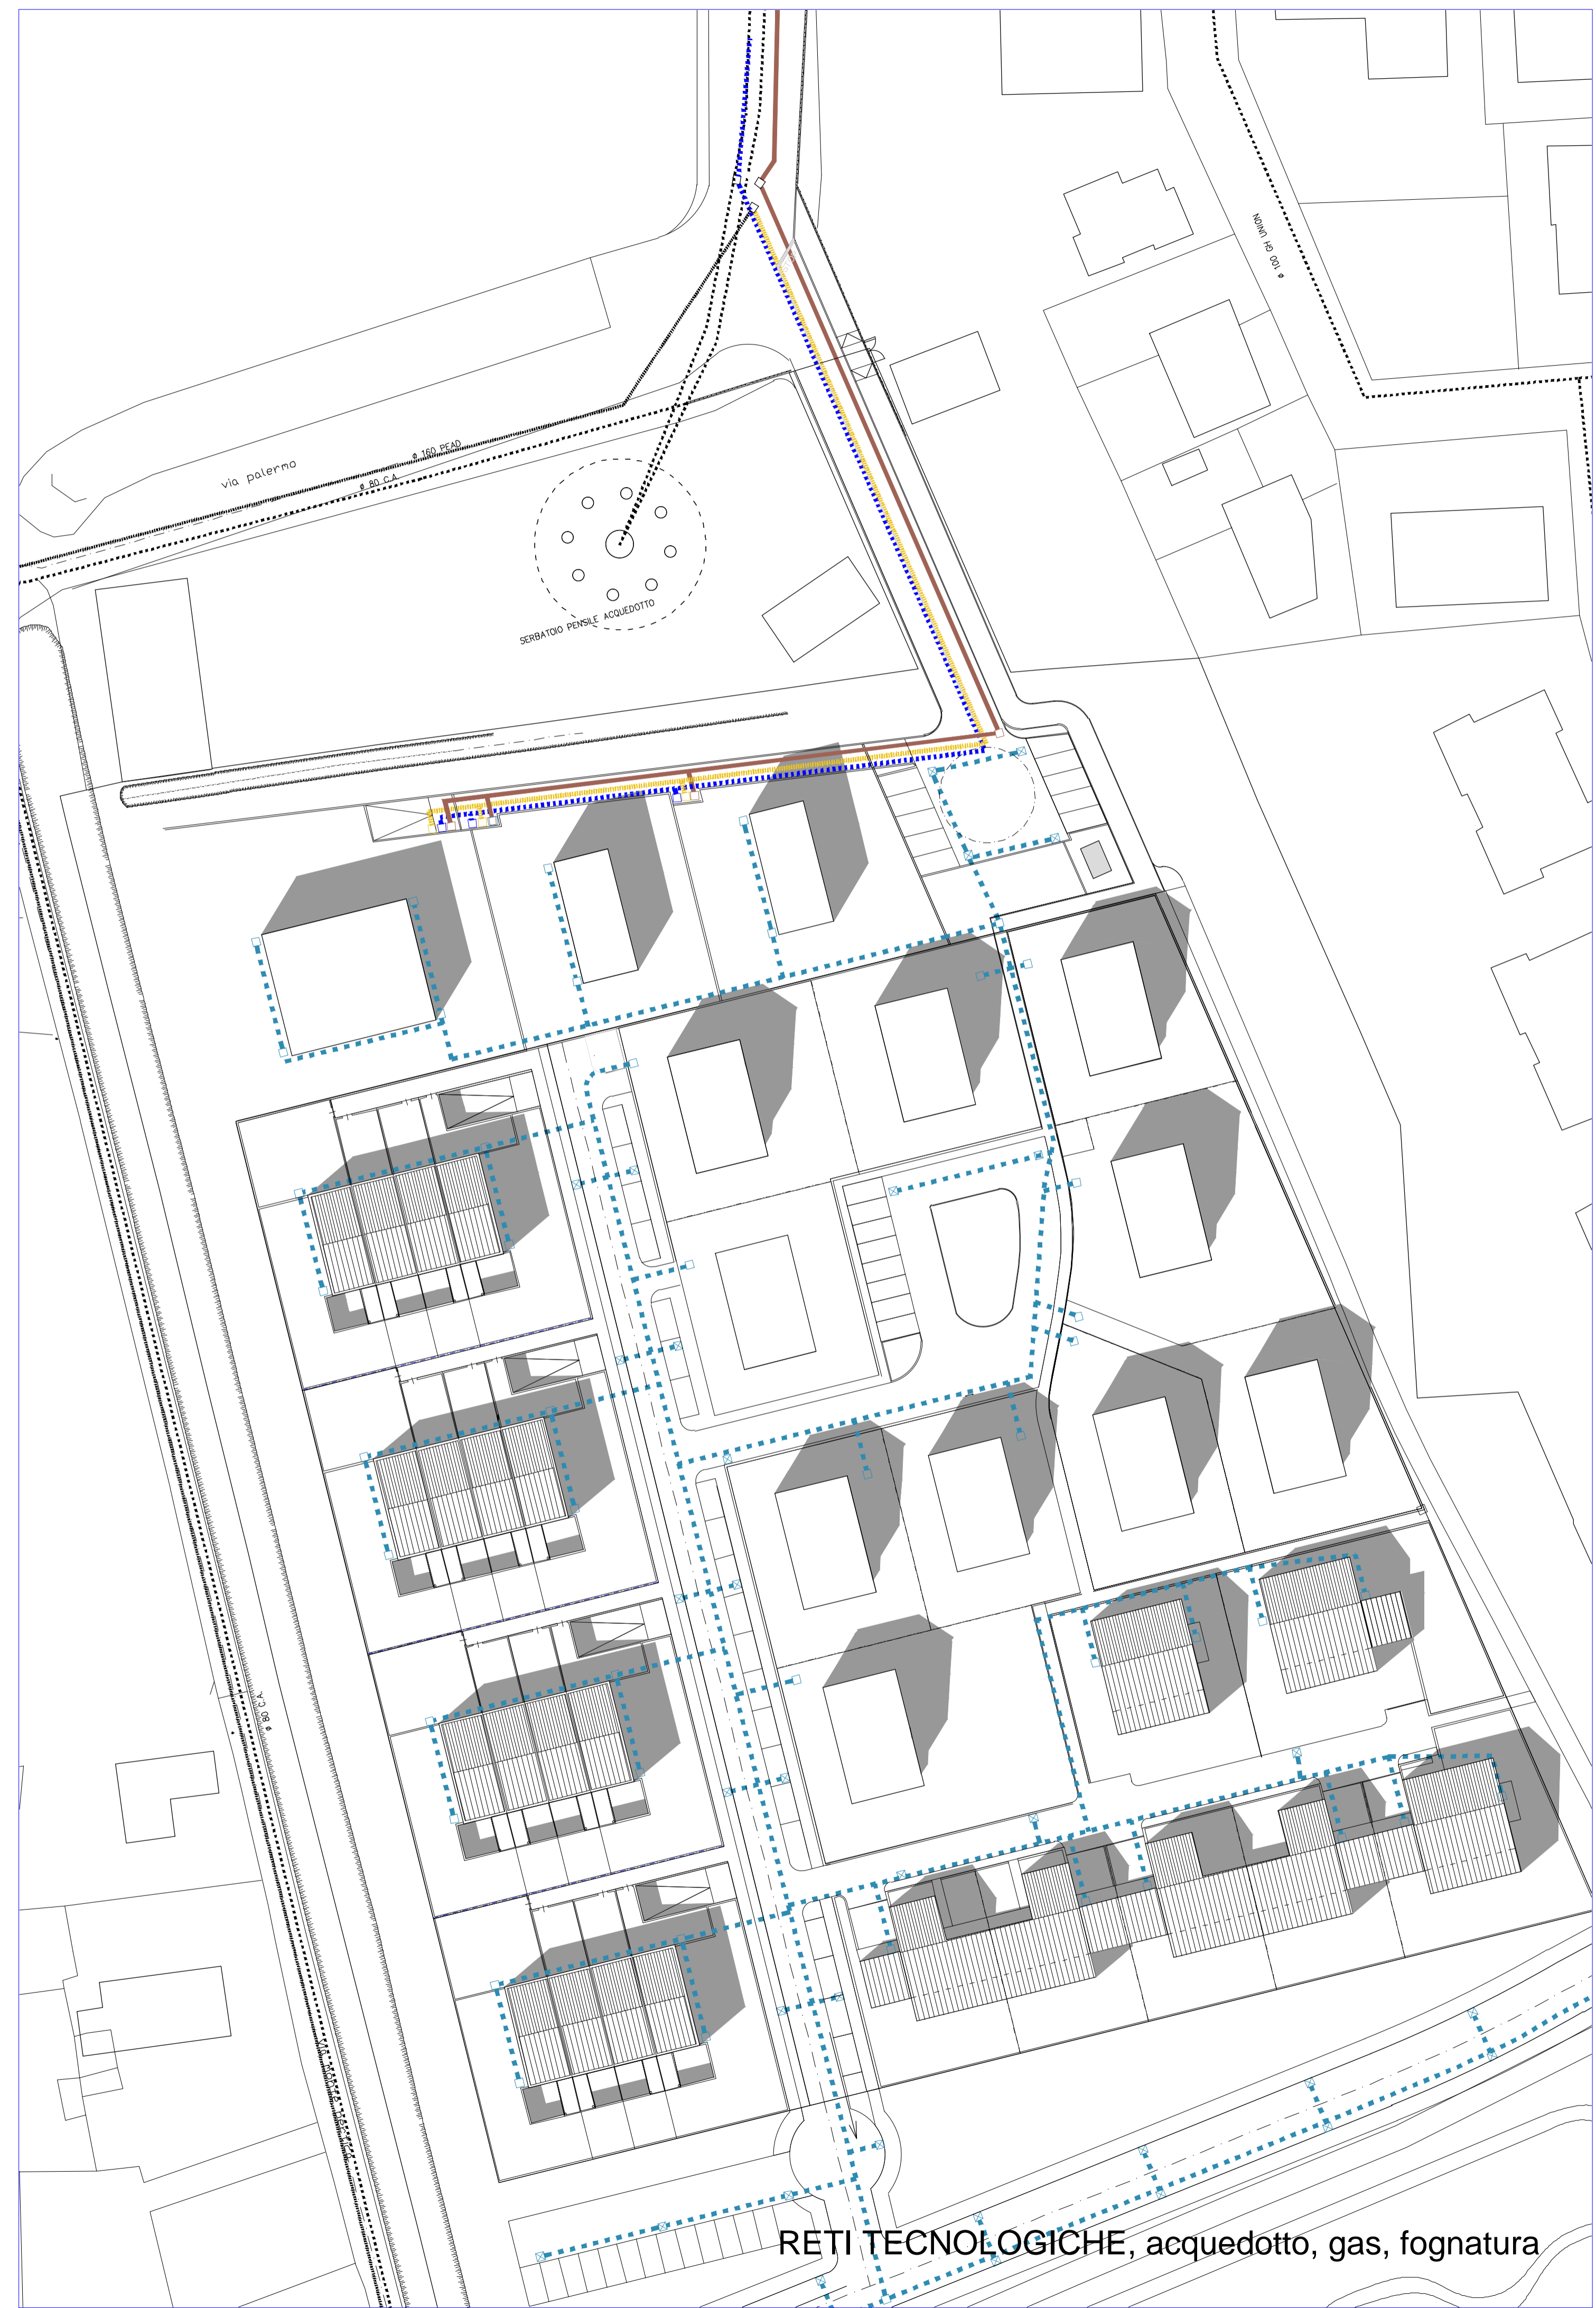 ø 100 GH UNION
via palermo
ø 160 PEAD
ø 80 C.A.
SERBATOIO PENSILE ACQUEDOTTO
ø 80 C.A.
RETI TECNOLOGICHE, acquedotto, gas, fognatura